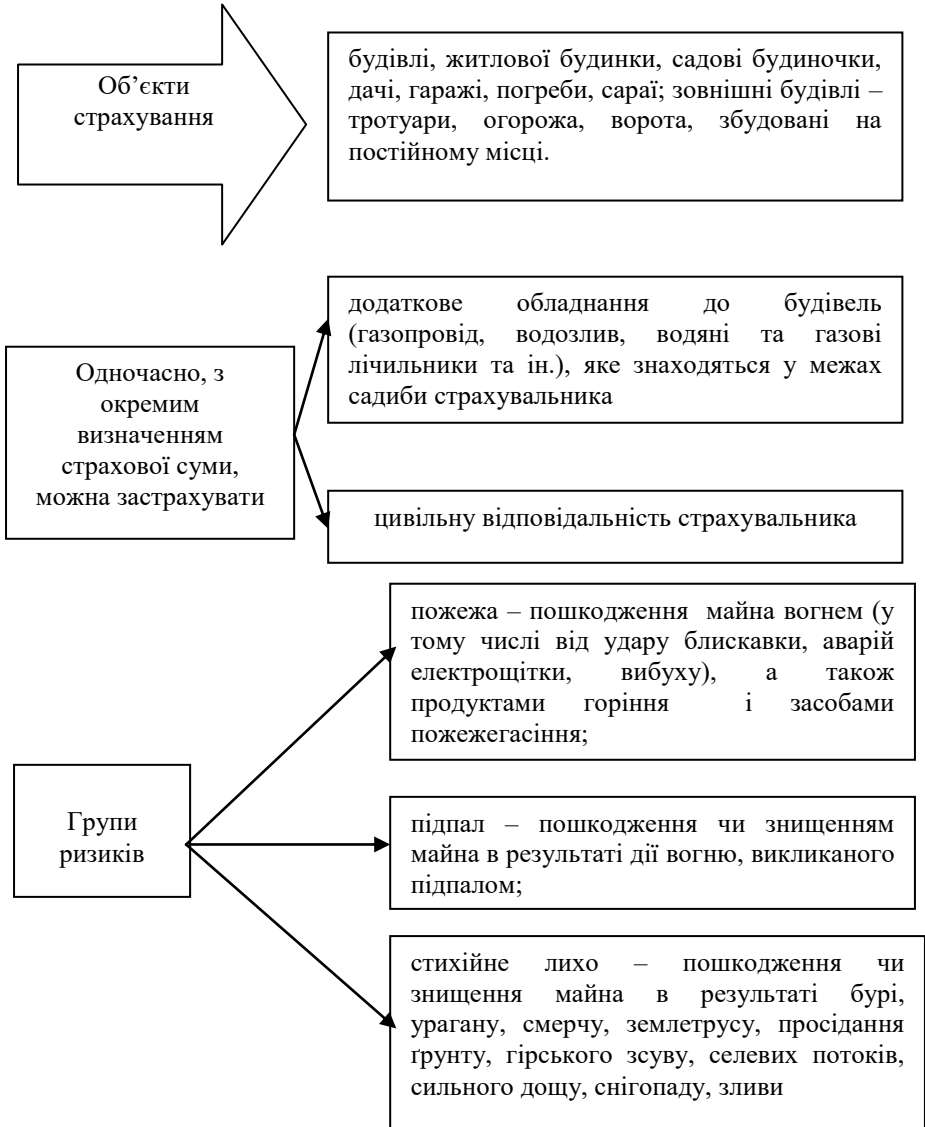 Об’єкти
страхування
будівлі, житлової будинки, садові будиночки,
дачі, гаражі, погреби, сараї; зовнішні будівлі –
тротуари, огорожа, ворота, збудовані на
постійному місці.
Одночасно, з
окремим
визначенням
страхової суми,
можна застрахувати
додаткове обладнання до будівель
(газопровід, водозлив, водяні та газові
лічильники та ін.), яке знаходяться у межах
садиби страхувальника
цивільну відповідальність страхувальника
Групи
ризиків
пожежа – пошкодження майна вогнем (у
тому числі від удару блискавки, аварій
електрощітки, вибуху), а також
продуктами горіння і засобами
пожежегасіння;
підпал – пошкодження чи знищенням
майна в результаті дії вогню, викликаного
підпалом;
стихійне лихо – пошкодження чи
знищення майна в результаті бурі,
урагану, смерчу, землетрусу, просідання
ґрунту, гірського зсуву, селевих потоків,
сильного дощу, снігопаду, зливи